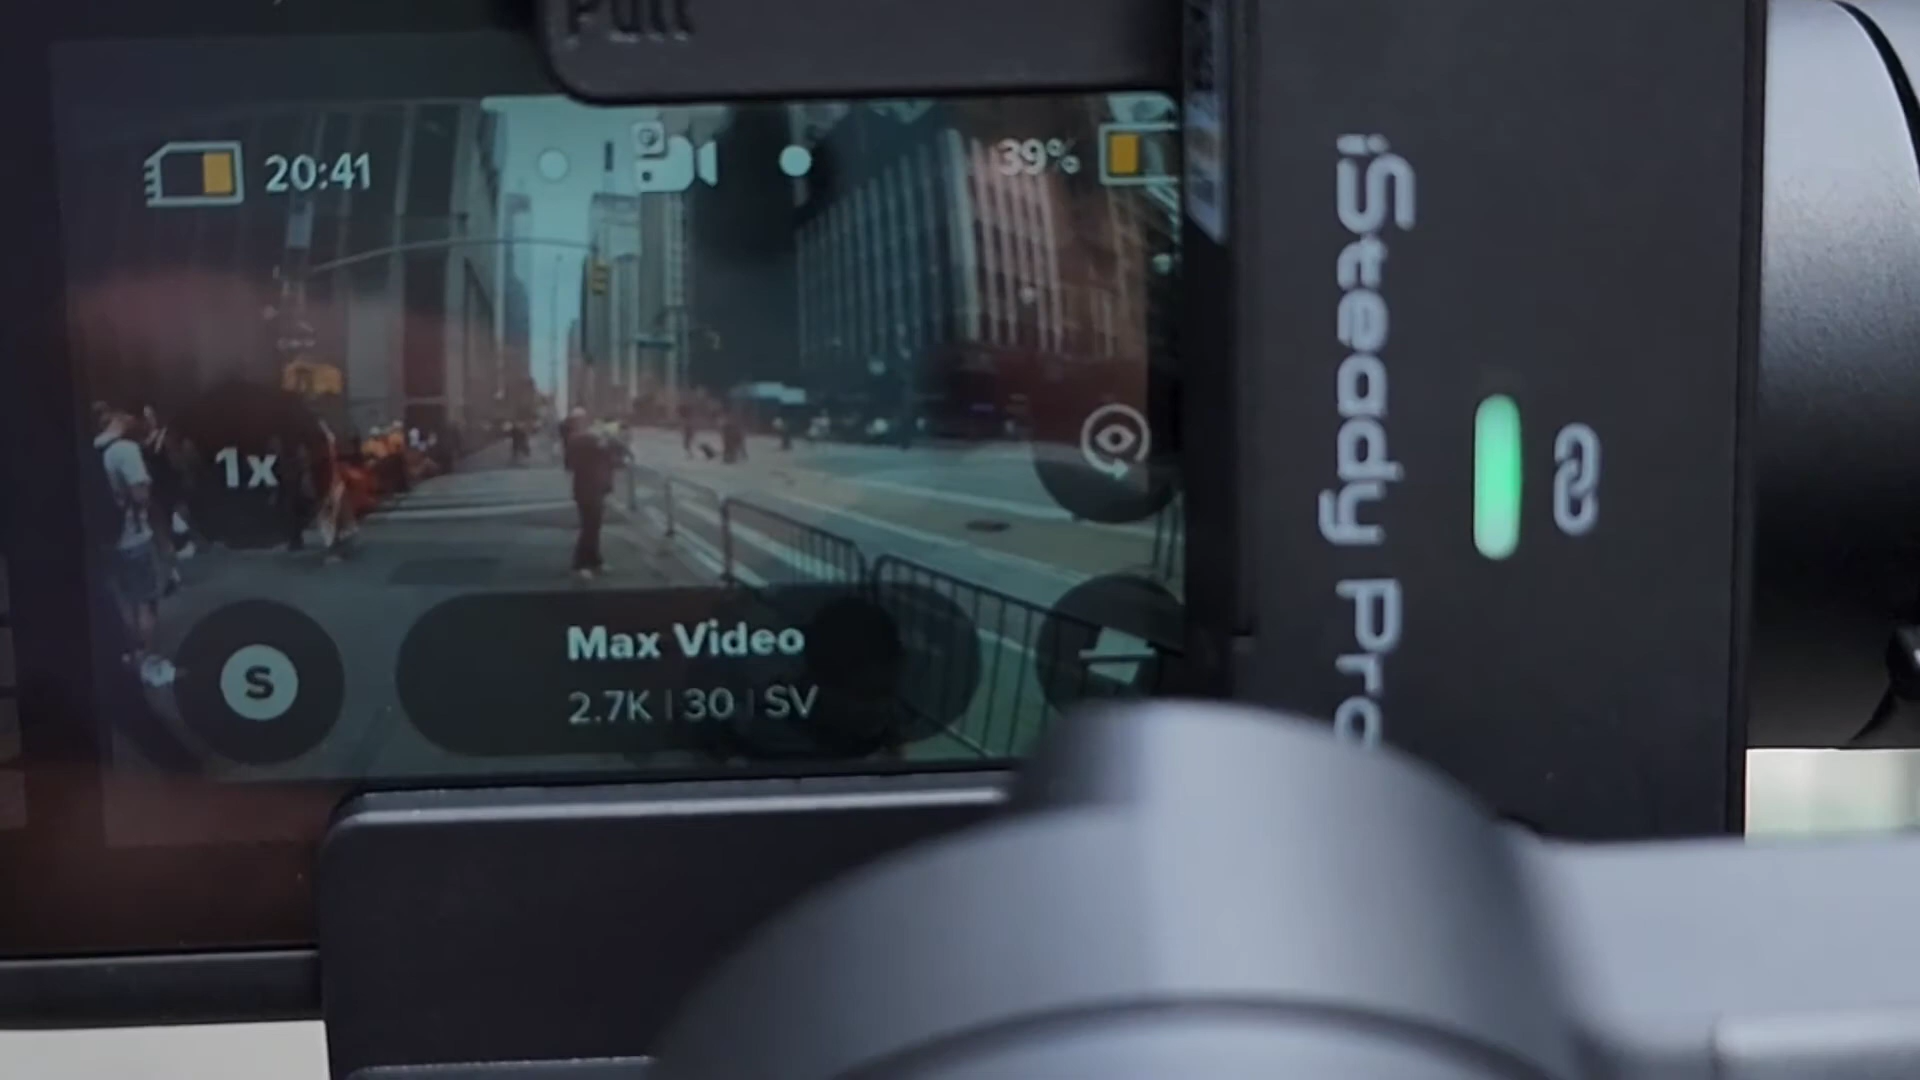 Pull
20:41
39%
1x
S
Max Video
2.7K | 30 | SV
iSteady Pro